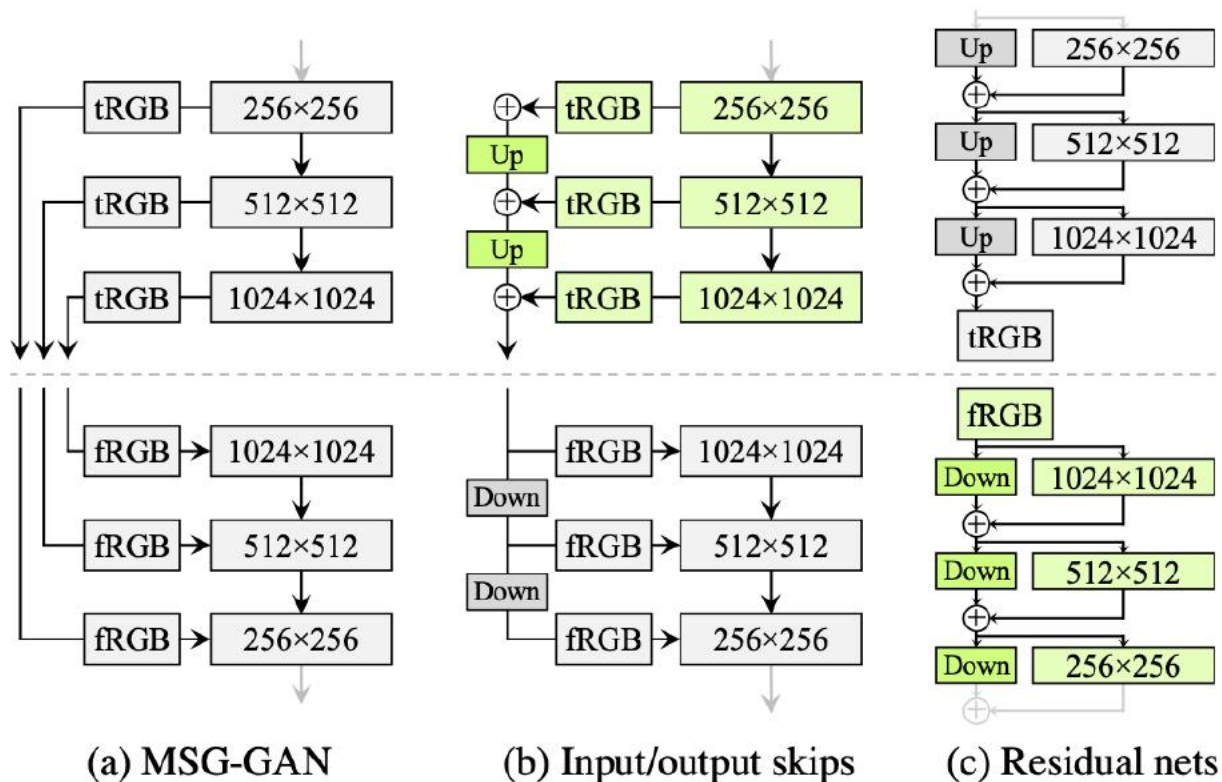 tRGB 256×256
tRGB 512×512
tRGB 1024×1024
fRGB 1024×1024
fRGB 512×512
fRGB 256×256
(a) MSG-GAN
tRGB 256×256
Up
tRGB 512×512
Up
tRGB 1024×1024
fRGB 1024×1024
Down
fRGB 512×512
Down
fRGB 256×256
(b) Input/output skips
Up 256×256
Up 512×512
Up 1024×1024
tRGB
fRGB
Down 1024×1024
Down 512×512
Down 256×256
(c) Residual nets